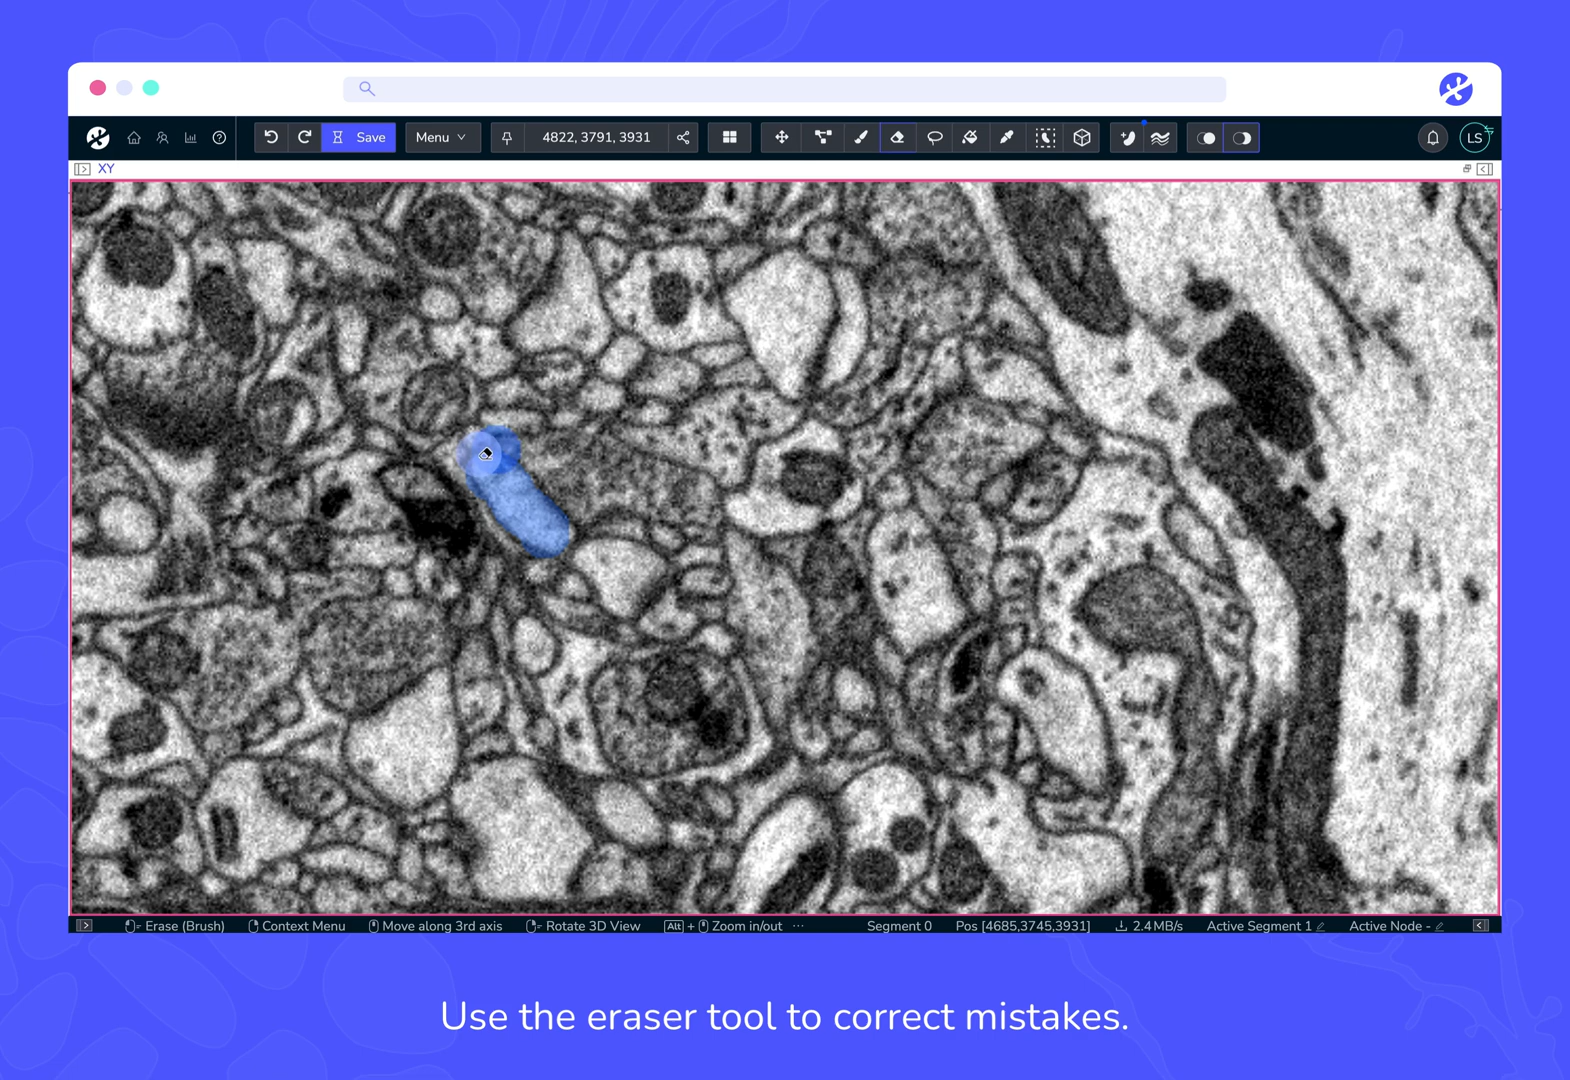 Save Menu 4822, 3791, 3931 LS
XY
Erase (Brush) Context Menu Move along 3rd axis Rotate 3D View Alt + Zoom in/out ... Segment 0 Pos [4685,3745,3931] 2.4 MB/s Active Segment 1 Active Node -
Use the eraser tool to correct mistakes.